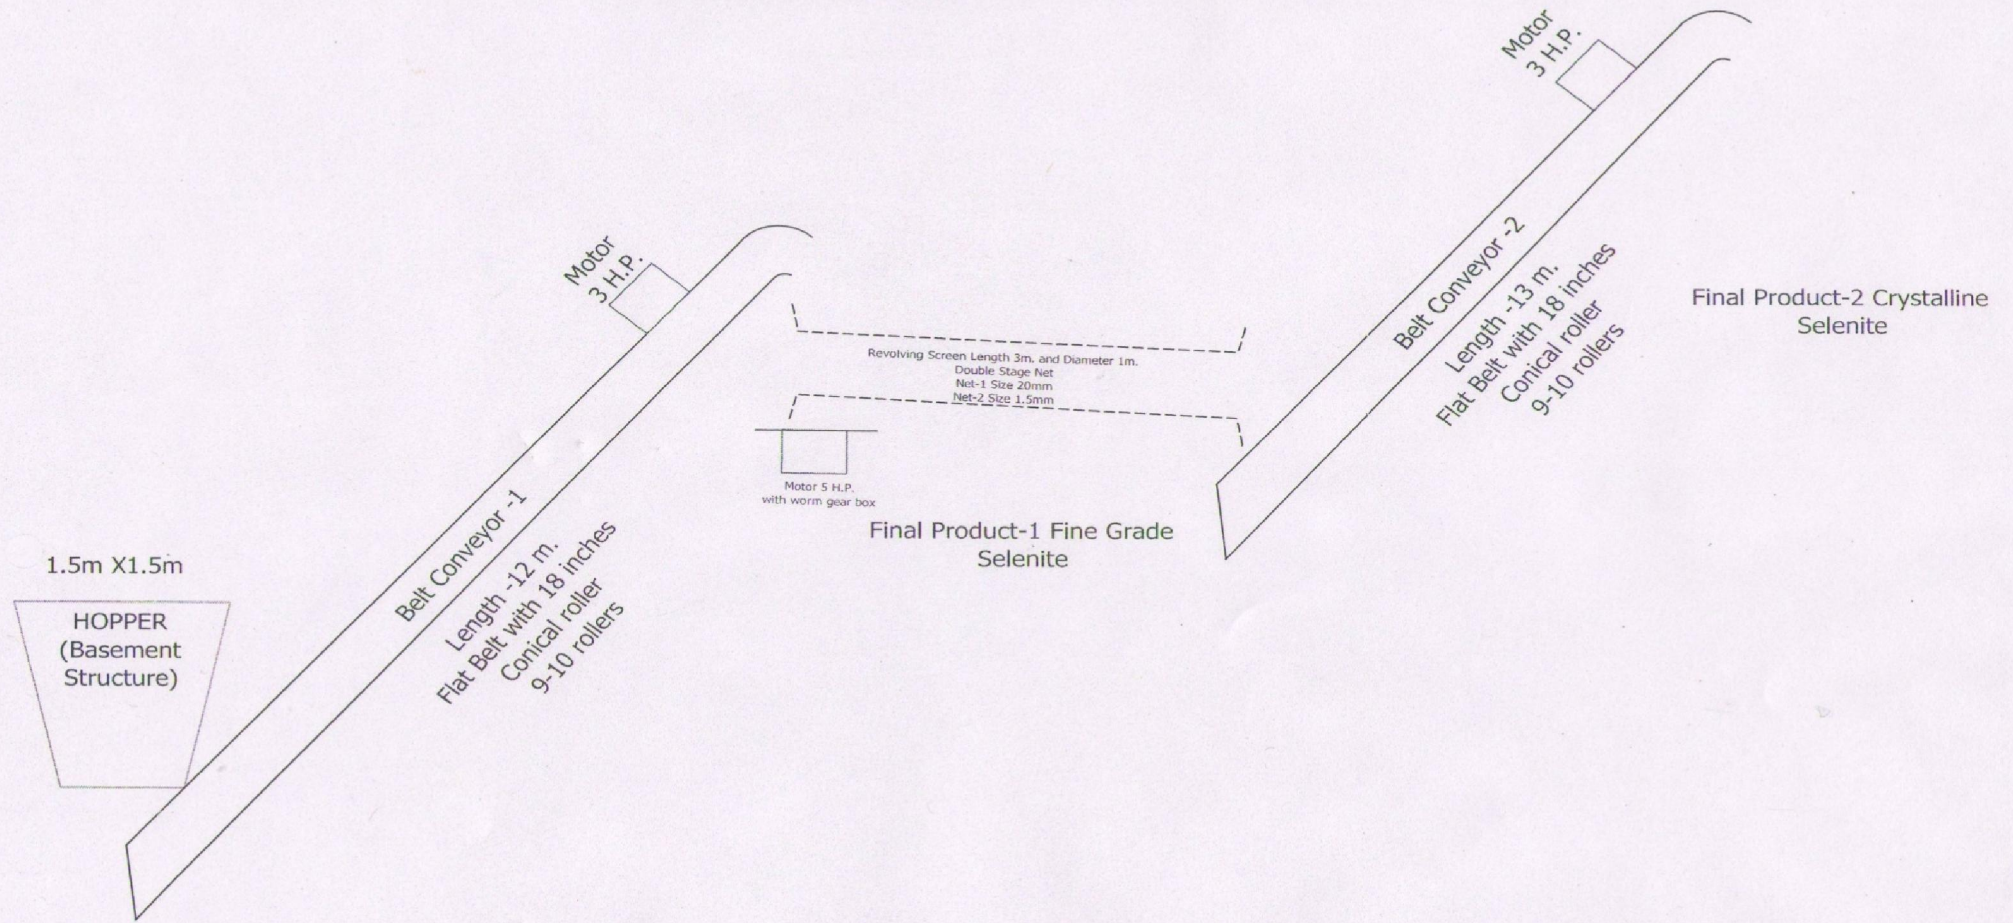 1.5m X1.5m
HOPPER
(Basement
Structure)
Belt Conveyor -1
Length -12 m.
Flat Belt with 18 inches
Conical roller
9-10 rollers
Motor
3 H.P.
Revolving Screen Length 3m. and Diameter 1m.
Double Stage Net
Net-1 Size 20mm
Net-2 Size 1.5mm
Motor 5 H.P.
with worm gear box
Final Product-1 Fine Grade
Selenite
Belt Conveyor -2
Length -13 m.
Flat Belt with 18 inches
Conical roller
9-10 rollers
Motor
3 H.P.
Final Product-2 Crystalline
Selenite